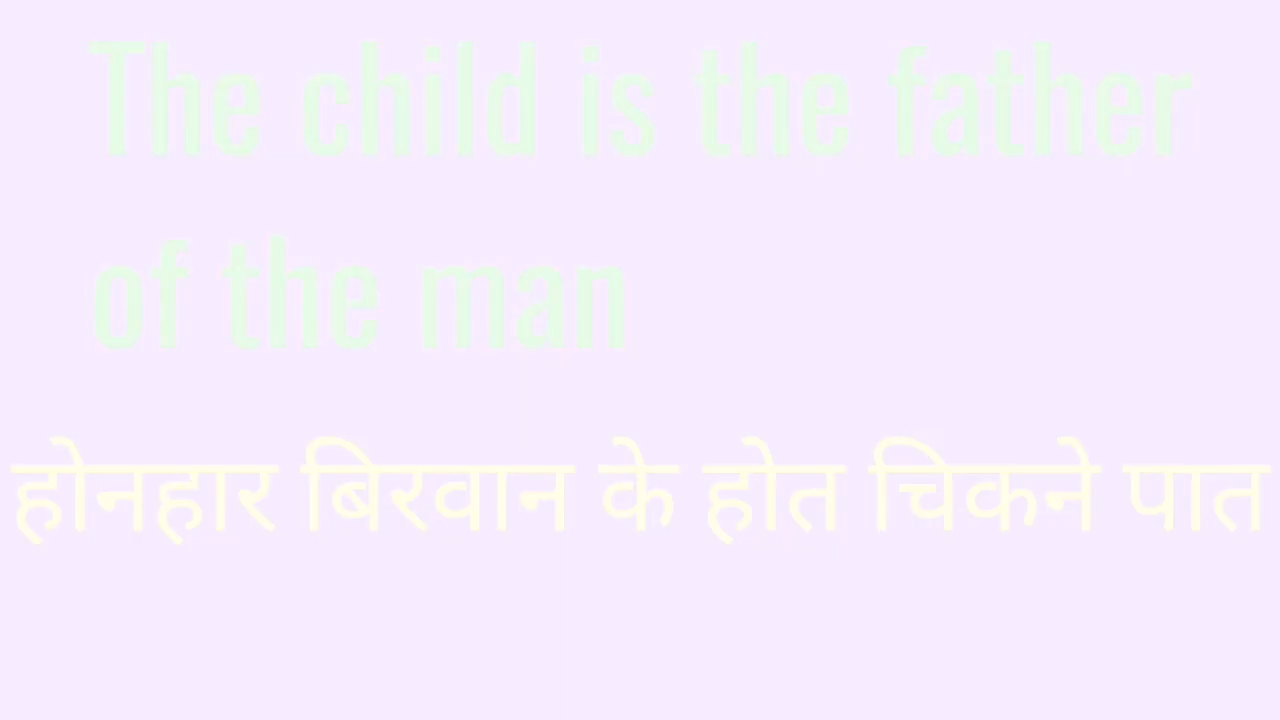 The child is the father
of the man
होनहार बिरवान के होत चिकने पात